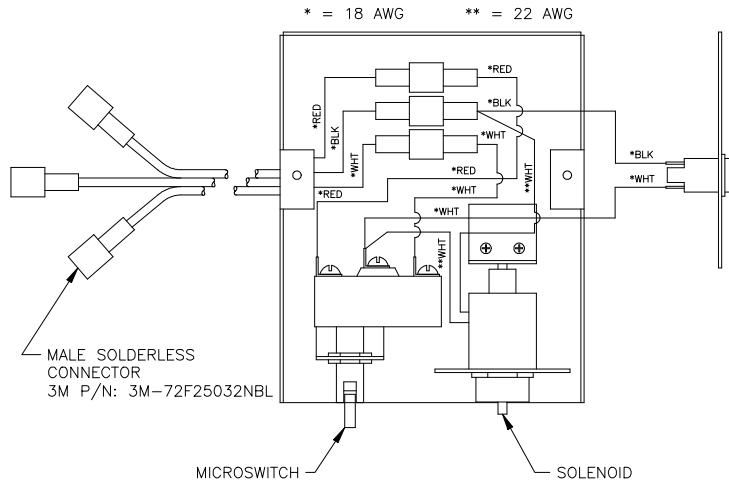 * = 18 AWG    ** = 22 AWG
*RED
*RED
*BLK
*BLK
*WHT
*WHT
*BLK
*RED
*WHT
**WHT
*RED
*WHT
*WHT
**WHT
MALE SOLDERLESS
CONNECTOR
3M P/N: 3M-72F25032NBL
MICROSWITCH
SOLENOID